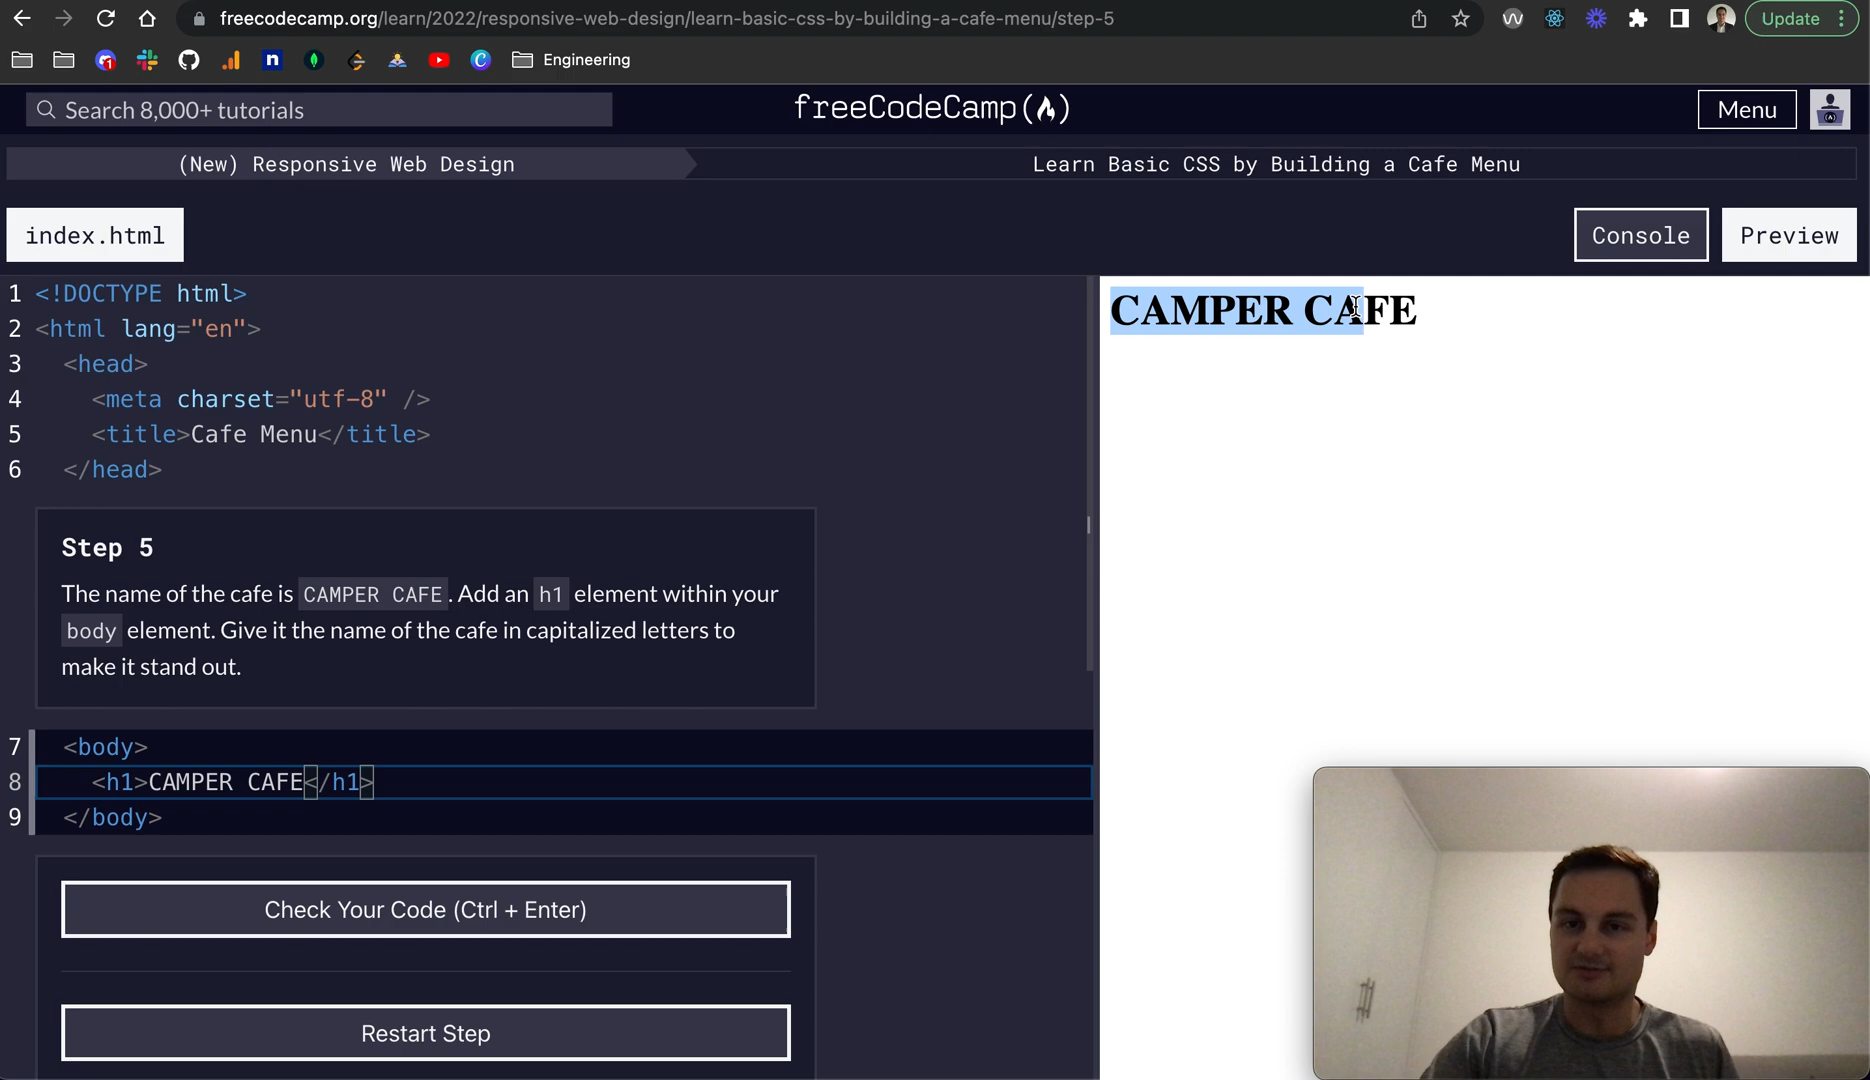 freecodecamp.org/learn/2022/responsive-web-design/learn-basic-css-by-building-a-cafe-menu/step-5
Update
1
n
Engineering
Search 8,000+ tutorials
freeCodeCamp
Menu
(New) Responsive Web Design
Learn Basic CSS by Building a Cafe Menu
index.html
Console
Preview
1 <!DOCTYPE html>
2 <html lang="en">
3 <head>
4 <meta charset="utf-8" />
5 <title>Cafe Menu</title>
6 </head>
CAMPER CAFE
Step 5
The name of the cafe is CAMPER CAFE. Add an h1 element within your
body element. Give it the name of the cafe in capitalized letters to
make it stand out.
7 <body>
8 <h1>CAMPER CAFE</h1>
9 </body>
Check Your Code (Ctrl + Enter)
Restart Step